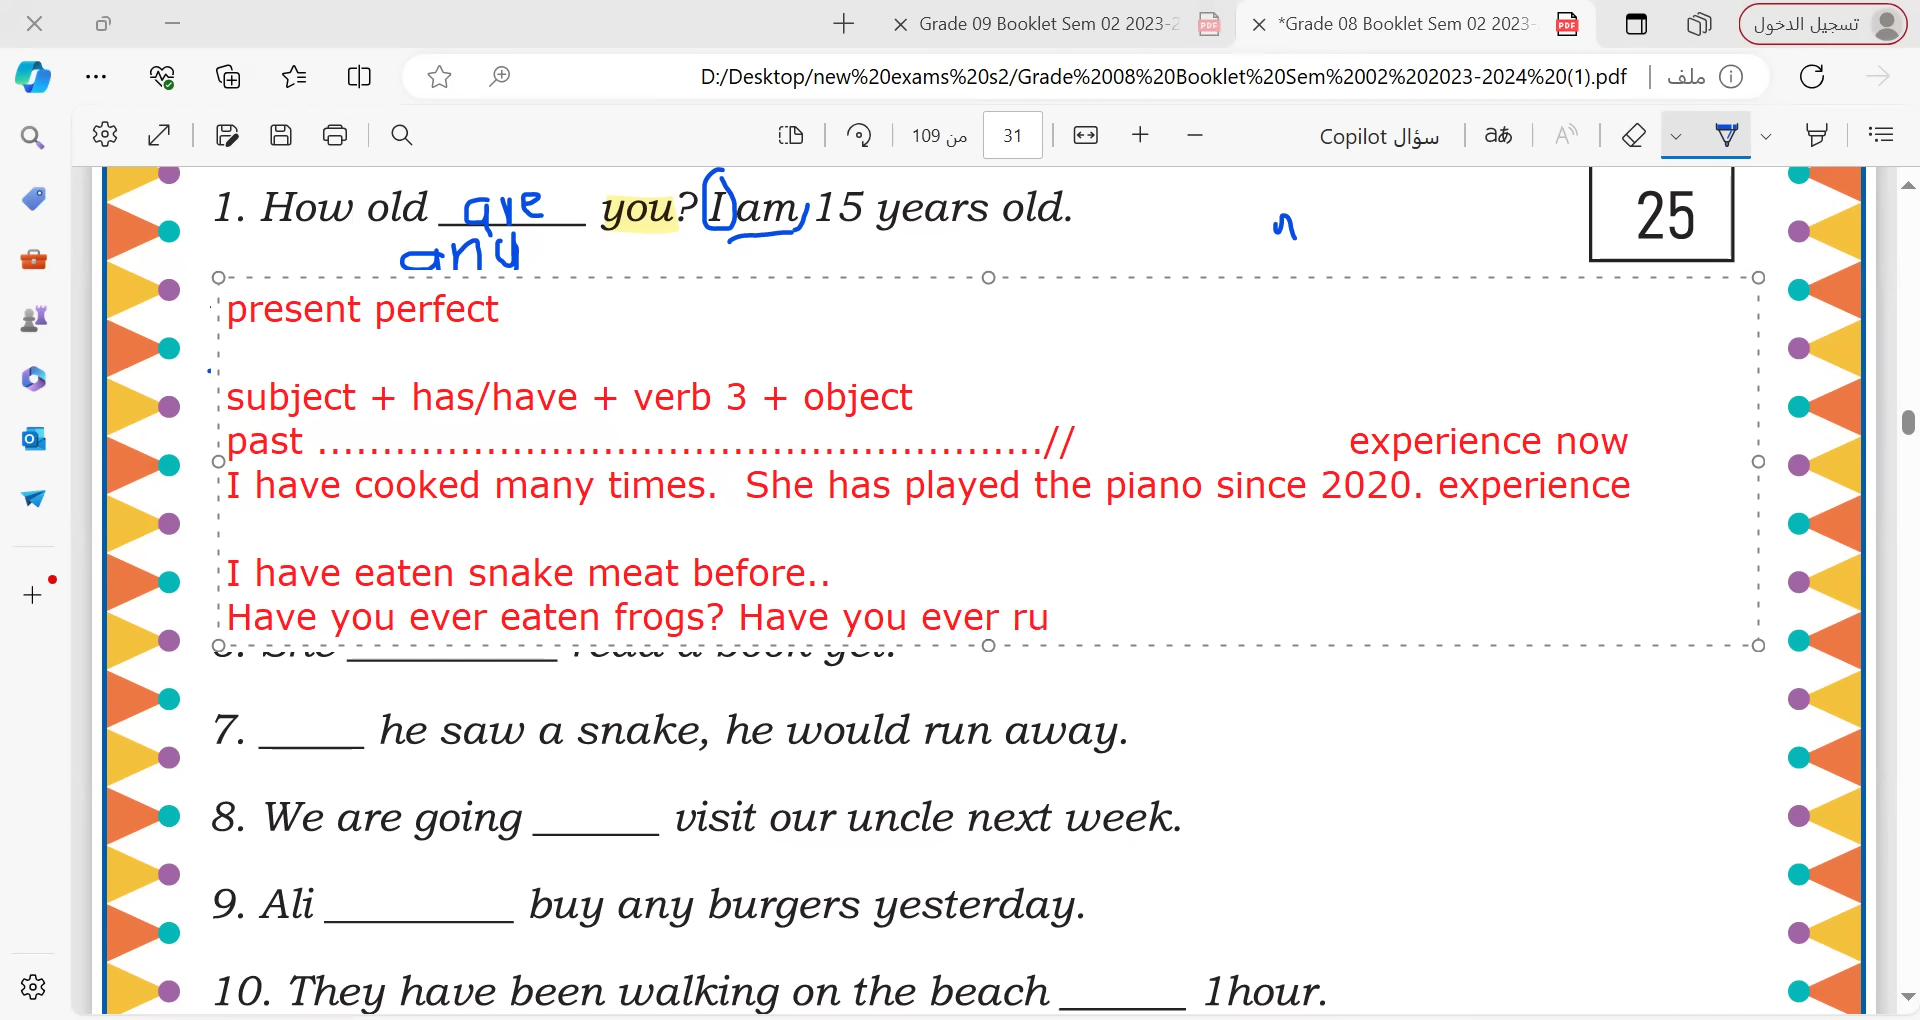 Grade 09 Booklet Sem 02 2023-2
*Grade 08 Booklet Sem 02 2023-
تسجيل الدخول
D:/Desktop/new%20exams%20s2/Grade%2008%20Booklet%20Sem%2002%202023-2024%20(1).pdf
ملف
109 من
31
سؤال Copilot
1. How old are you? I am, 15 years old.
and
n
25
present perfect
subject + has/have + verb 3 + object
past ........................................................// experience now
I have cooked many times. She has played the piano since 2020. experience
I have eaten snake meat before..
Have you ever eaten frogs? Have you ever ru
She __________ read a book yet.
7. _____ he saw a snake, he would run away.
8. We are going ______ visit our uncle next week.
9. Ali _________ buy any burgers yesterday.
10. They have been walking on the beach ______ 1hour.